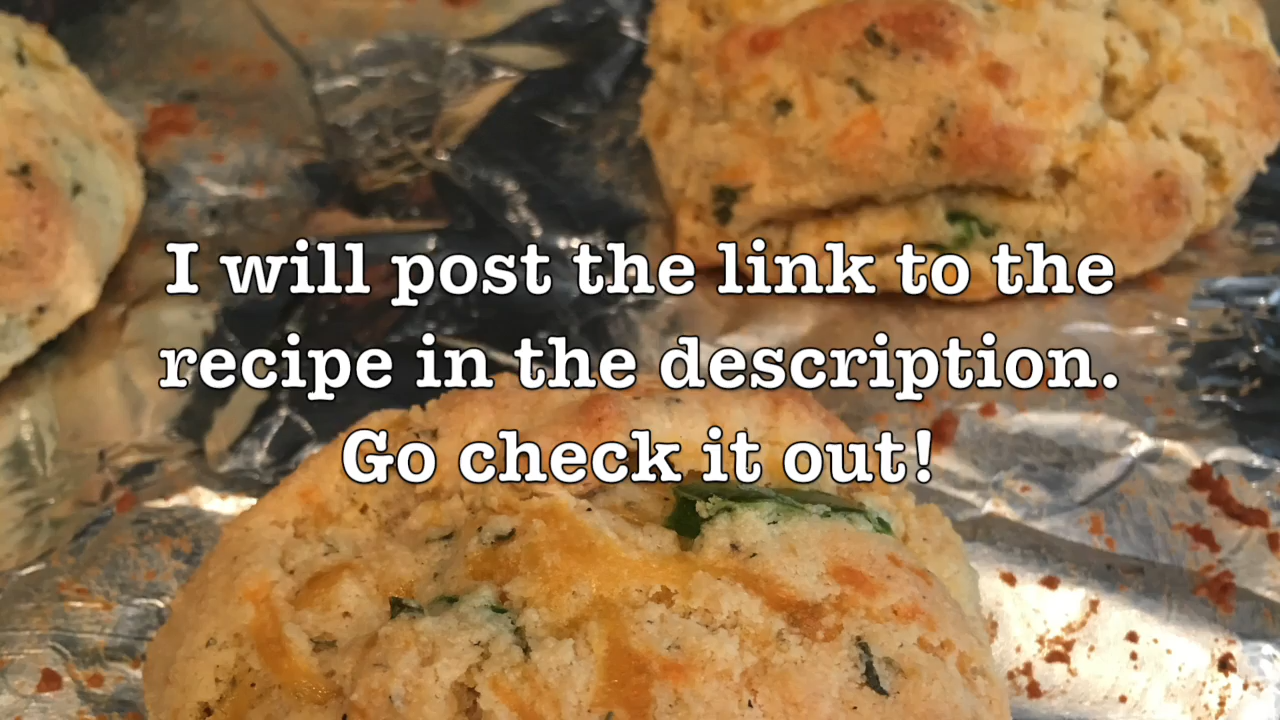 I will post the link to the
recipe in the description.
Go check it out!